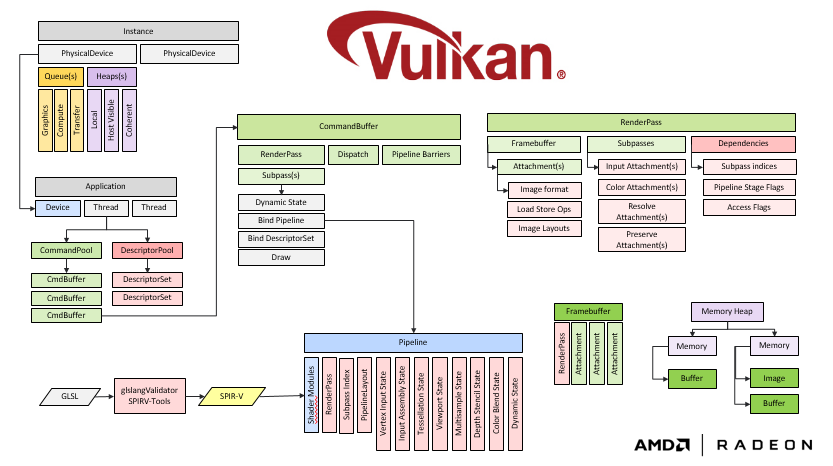 Vulkan®
Instance
PhysicalDevice
PhysicalDevice
Queue(s)
Heaps(s)
Graphics
Compute
Transfer
Local
Host Visible
Coherent
Application
Device
Thread
Thread
CommandPool
DescriptorPool
CmdBuffer
DescriptorSet
CmdBuffer
DescriptorSet
CmdBuffer
CommandBuffer
RenderPass
Dispatch
Pipeline Barriers
Subpass(s)
Dynamic State
Bind Pipeline
Bind DescriptorSet
Draw
RenderPass
Framebuffer
Subpasses
Dependencies
Attachment(s)
Input Attachment(s)
Subpass indices
Image format
Color Attachment(s)
Pipeline Stage Flags
Load Store Ops
Resolve
Attachment(s)
Access Flags
Image Layouts
Preserve
Attachment(s)
GLSL
glslangValidator
SPIRV-Tools
SPIR-V
Pipeline
Shader Modules
RenderPass
Subpass Index
PipelineLayout
Vertex Input State
Input Assembly State
Tessellation State
Viewport State
Multisample State
Depth Stencil State
Color Blend State
Dynamic State
Framebuffer
RenderPass
Attachment
Attachment
Attachment
Memory Heap
Memory
Memory
Buffer
Image
Buffer
AMD
RADEON